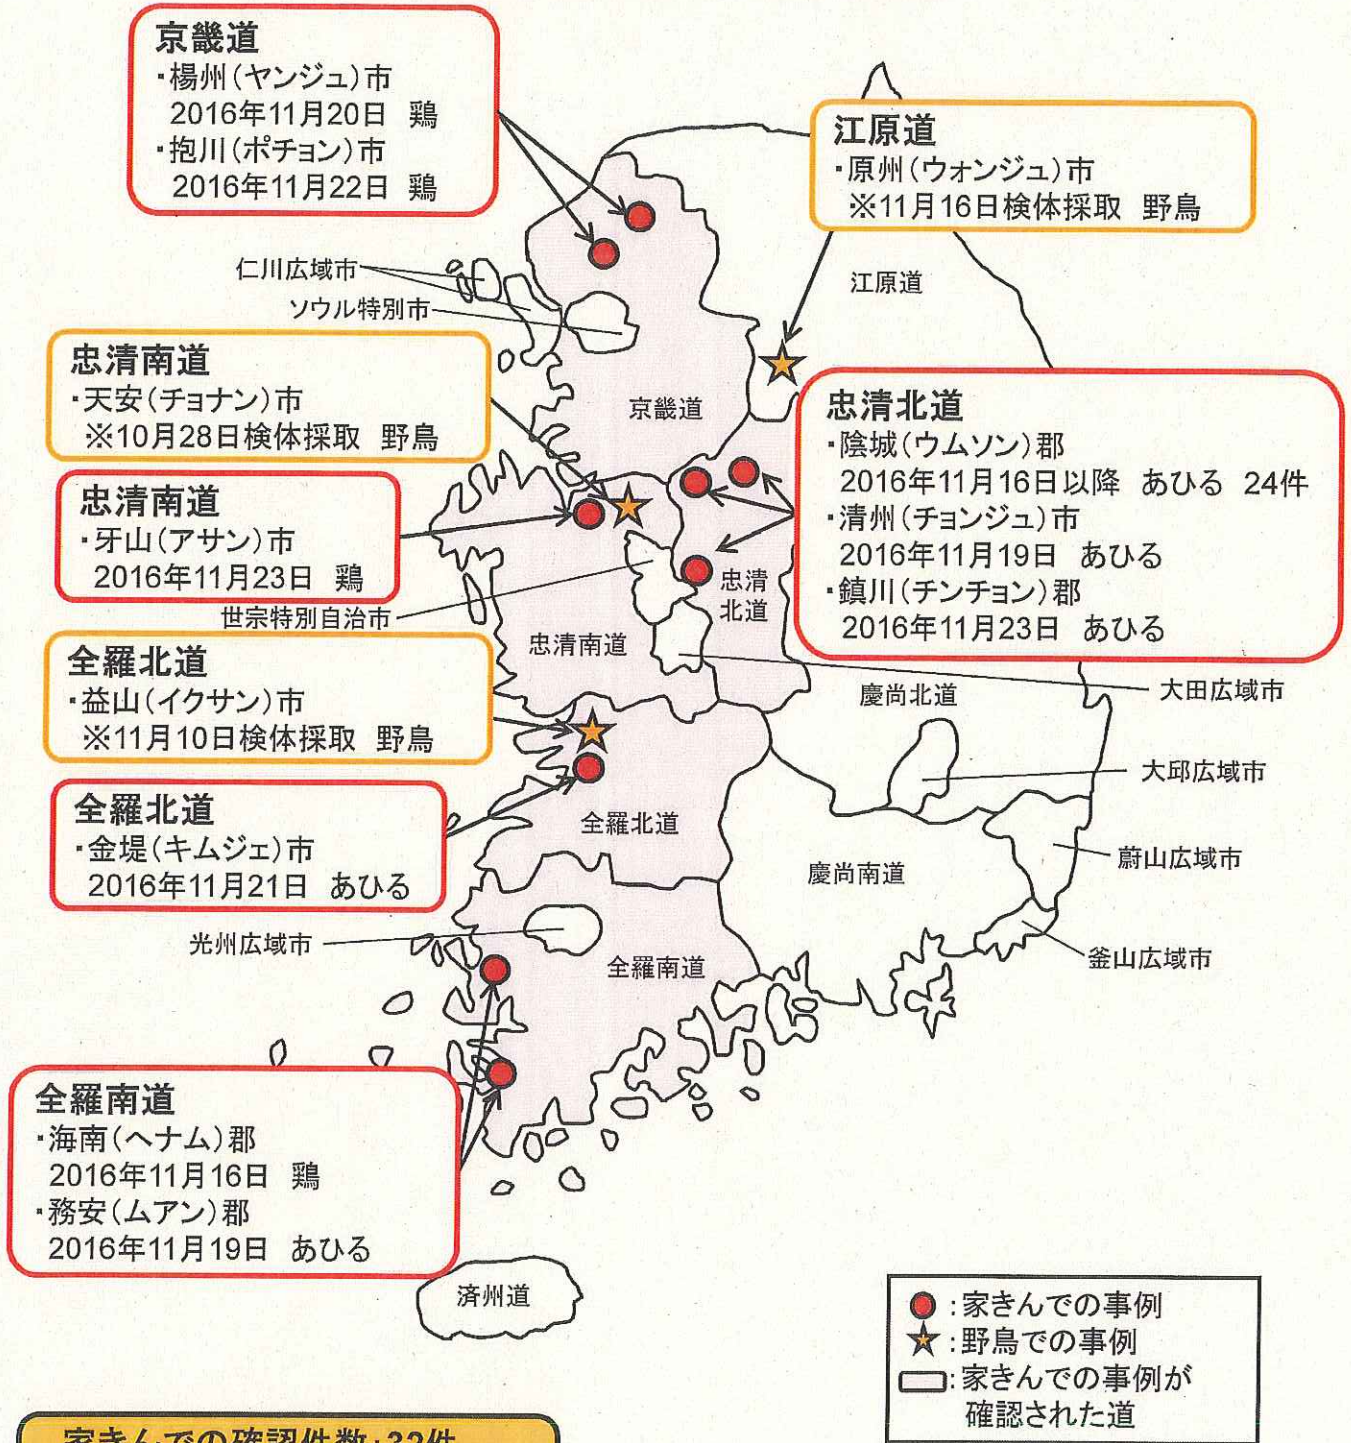 京畿道
・楊州(ヤンジュ)市
2016年11月20日 鶏
・抱川(ポチョン)市
2016年11月22日 鶏
江原道
・原州(ウォンジュ)市
※11月16日検体採取 野鳥
仁川広域市
ソウル特別市
江原道
忠清南道
・天安(チョナン)市
※10月28日検体採取 野鳥
京畿道
忠清北道
・陰城(ウムソン)郡
2016年11月16日以降 あひる 24件
・清州(チョンジュ)市
2016年11月19日 あひる
・鎮川(チンチョン)郡
2016年11月23日 あひる
忠清南道
・牙山(アサン)市
2016年11月23日 鶏
世宗特別自治市
忠清
北道
忠清南道
全羅北道
・益山(イクサン)市
※11月10日検体採取 野鳥
慶尚北道
大田広域市
大邱広域市
全羅北道
・金堤(キムジェ)市
2016年11月21日 あひる
全羅北道
慶尚南道
蔚山広域市
釜山広域市
光州広域市
全羅南道
全羅南道
・海南(ヘナム)郡
2016年11月16日 鶏
・務安(ムアン)郡
2016年11月19日 あひる
済州道
:家きんでの事例
:野鳥での事例
:家きんでの事例が
確認された道
家きんでの確認件数:32件